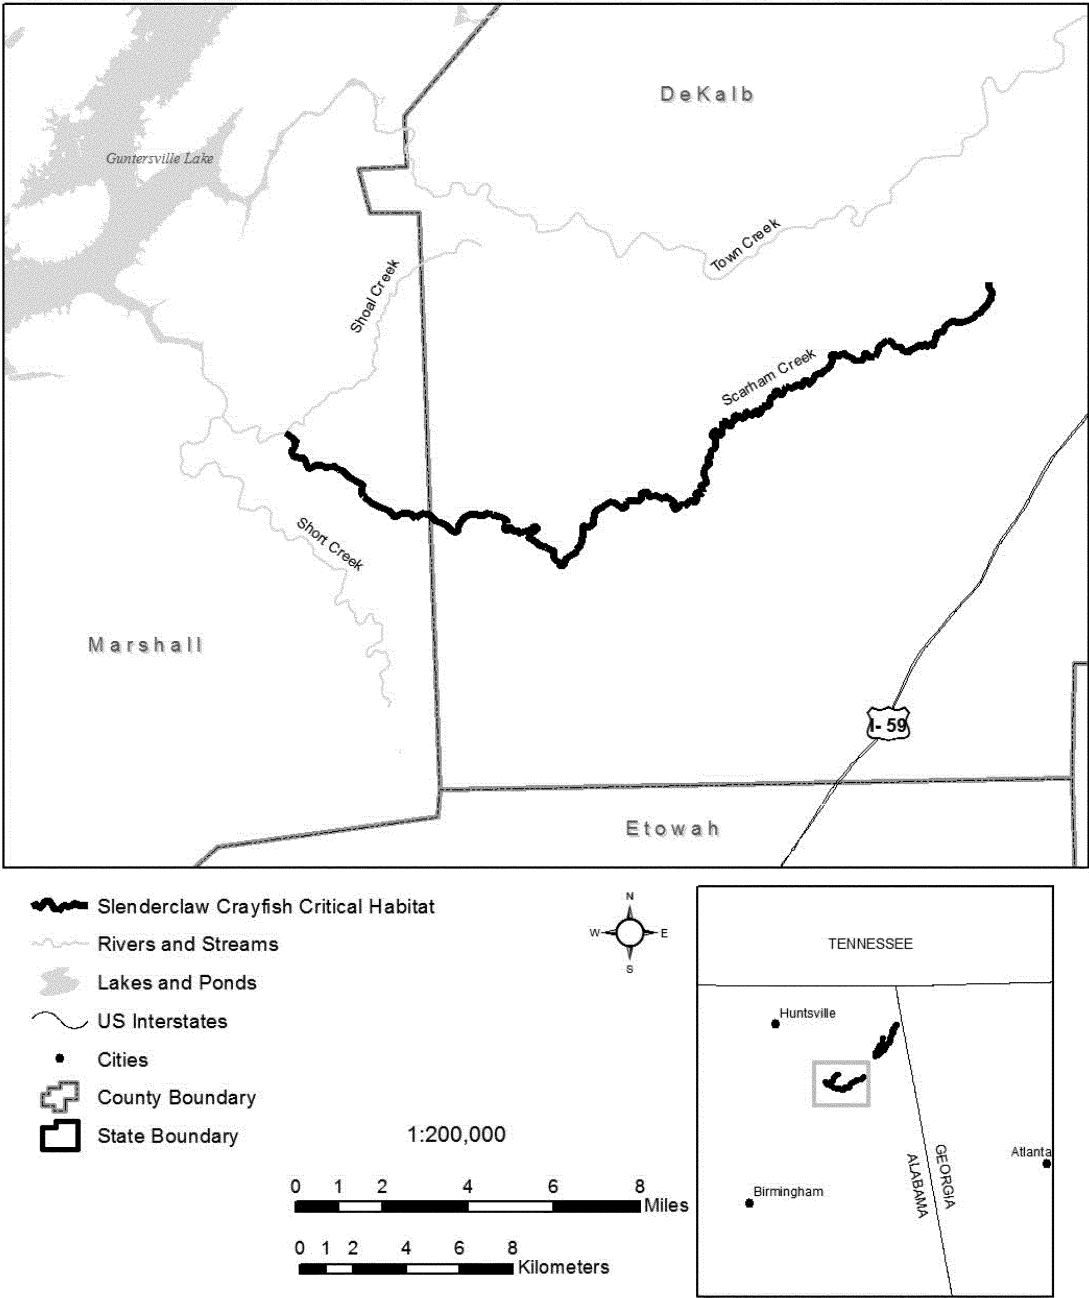 DeKalb
Guntersville Lake
Town Creek
Shoal Creek
Scarham Creek
Short Creek
Marshall
I- 59
Etowah
Slenderclaw Crayfish Critical Habitat
Rivers and Streams
Lakes and Ponds
US Interstates
Cities
County Boundary
State Boundary
N
W
E
S
1:200,000
0 1 2 4 6 8
Miles
0 1 2 4 6 8
Kilometers
TENNESSEE
Huntsville
Atlanta
GEORGIA
ALABAMA
Birmingham